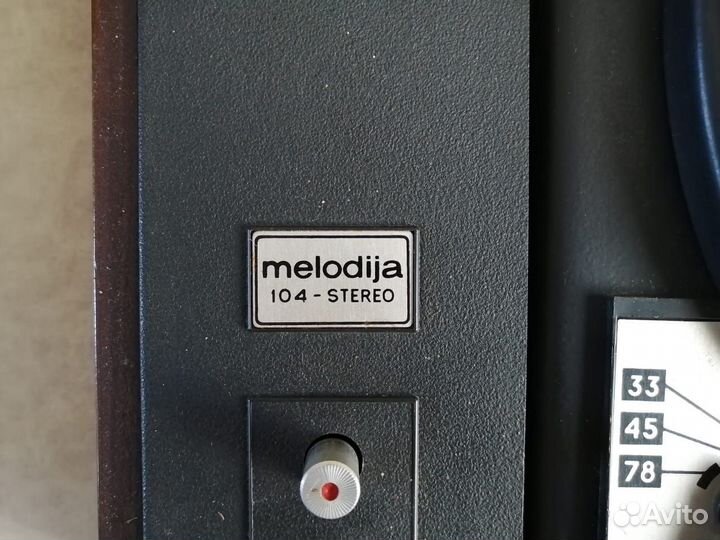 melodija
104 - STEREO
33
45
78
Avito